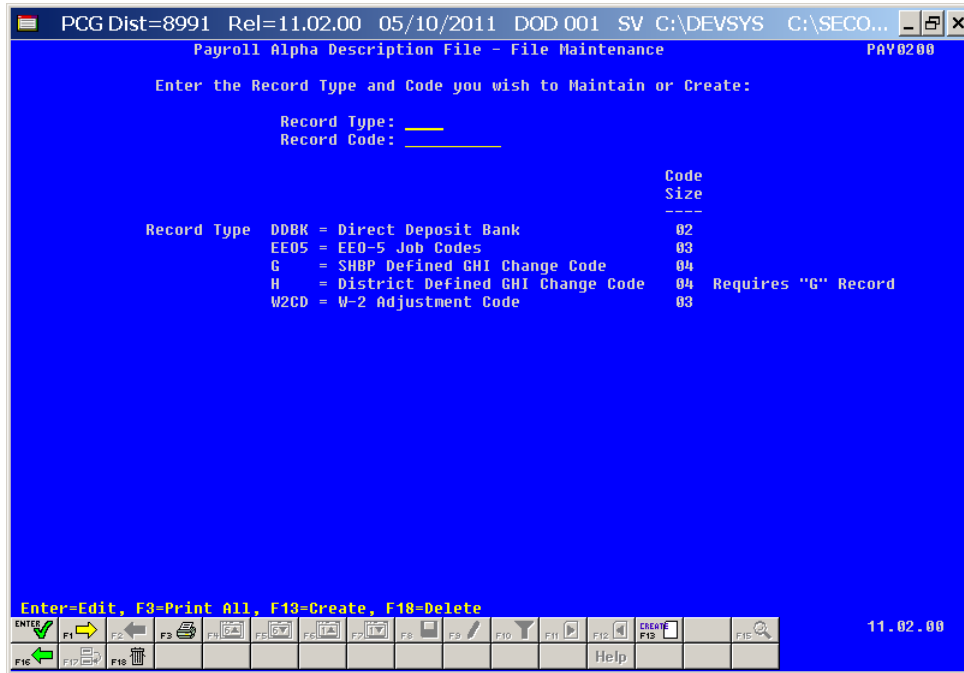 PCG Dist=8991 Rel=11.02.00 05/10/2011 DOD 001 SV C:\DEVSYS C:\SECO...
Payroll Alpha Description File - File Maintenance PAY0200
Enter the Record Type and Code you wish to Maintain or Create:
Record Type: ____
Record Code: __________
Code
Size
----
Record Type DDBK = Direct Deposit Bank 02
EEO5 = EEO-5 Job Codes 03
G = SHBP Defined GHI Change Code 04
H = District Defined GHI Change Code 04 Requires "G" Record
W2CD = W-2 Adjustment Code 03
Enter=Edit, F3=Print All, F13=Create, F18=Delete
ENTER F1 F2 F3 F4 F5 F6 F7 F8 F9 F10 F11 F12 CREATE F13 F15 11.02.00
F16 F17 F18 Help